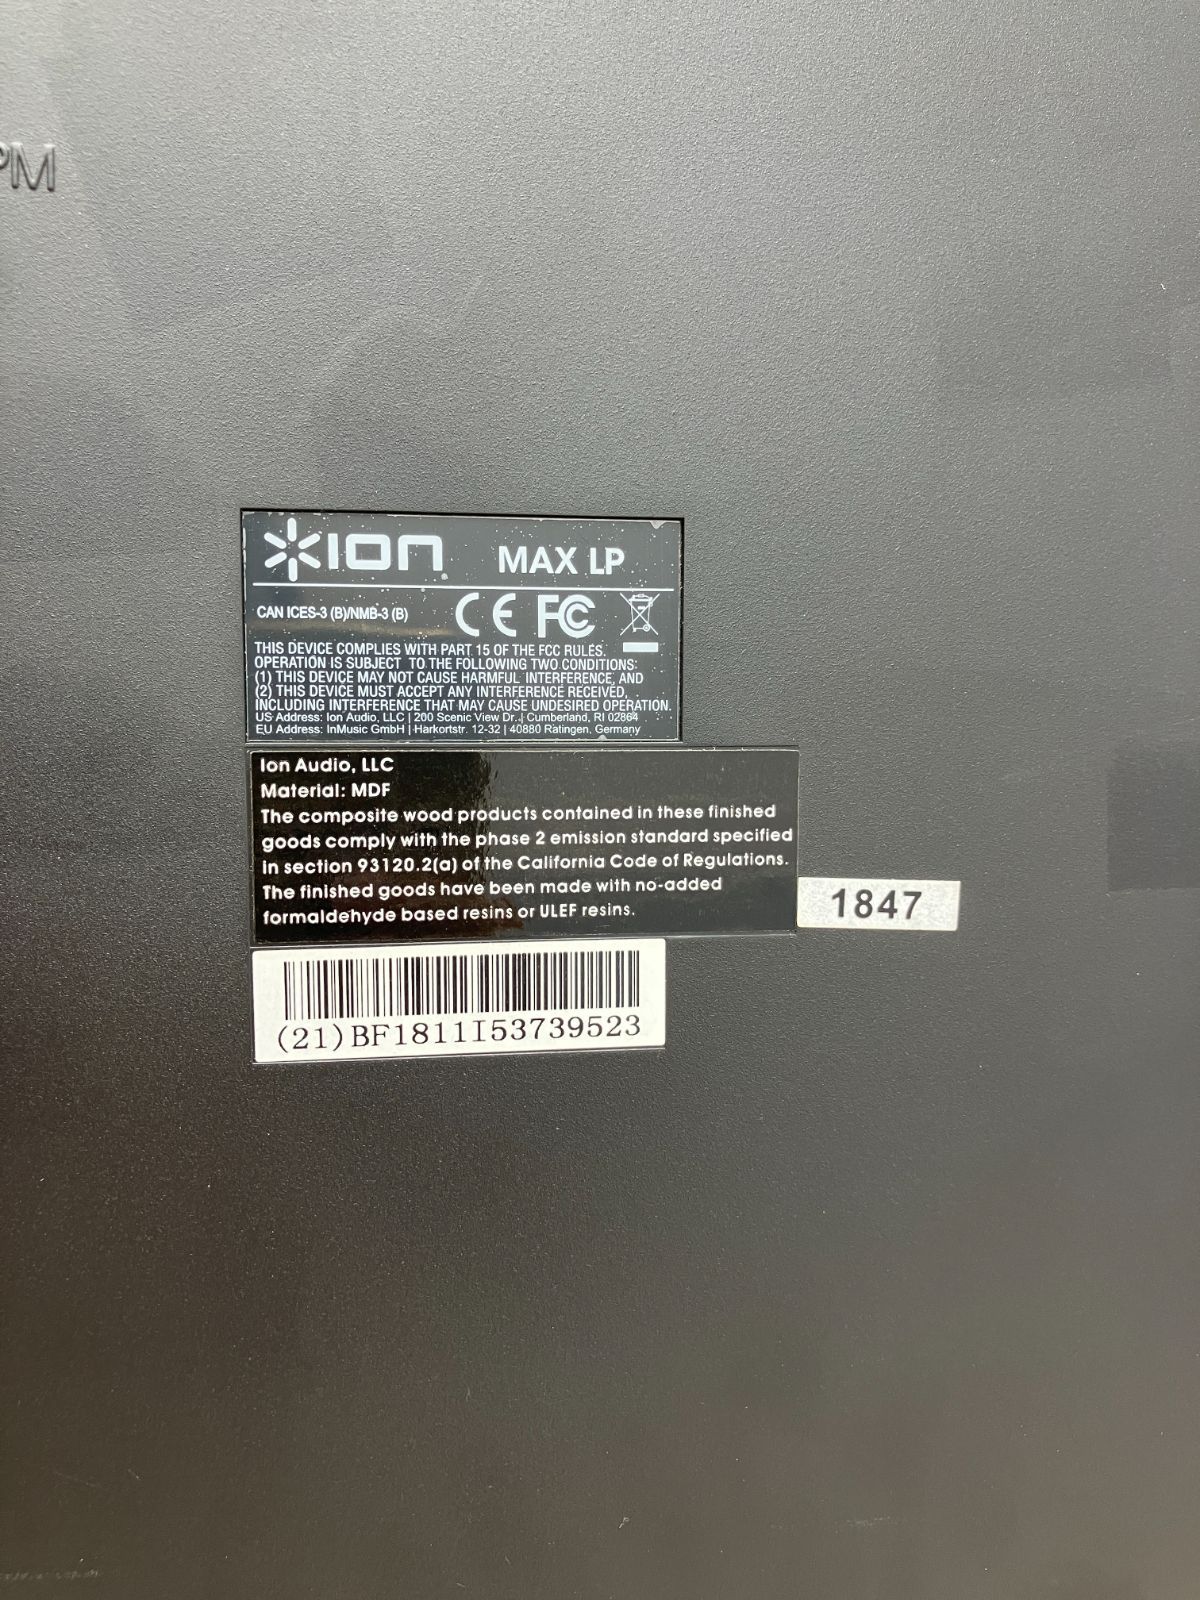 PM
ION MAX LP
CAN ICES-3 (B)/NMB-3 (B) CE FC
THIS DEVICE COMPLIES WITH PART 15 OF THE FCC RULES.
OPERATION IS SUBJECT TO THE FOLLOWING TWO CONDITIONS:
(1) THIS DEVICE MAY NOT CAUSE HARMFUL INTERFERENCE, AND
(2) THIS DEVICE MUST ACCEPT ANY INTERFERENCE RECEIVED,
INCLUDING INTERFERENCE THAT MAY CAUSE UNDESIRED OPERATION.
US Address: Ion Audio, LLC | 200 Scenic View Dr. | Cumberland, RI 02864
EU Address: InMusic GmbH | Harkortstr. 12-32 | 40880 Ratingen, Germany
Ion Audio, LLC
Material: MDF
The composite wood products contained in these finished
goods comply with the phase 2 emission standard specified
in section 93120.2(a) of the California Code of Regulations.
The finished goods have been made with no-added
formaldehyde based resins or ULEF resins.
1847
(21)BF1811I53739523